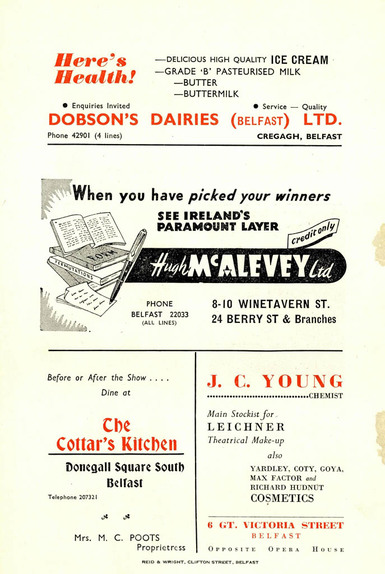 Here's
Health!
—DELICIOUS HIGH QUALITY ICE CREAM
—GRADE 'B' PASTEURISED MILK
—BUTTER
—BUTTERMILK
● Enquiries Invited
● Service — Quality
DOBSON'S DAIRIES (BELFAST) LTD.
Phone 42901 (4 lines)
CREGAGH, BELFAST
When you have picked your winners
SEE IRELAND'S
PARAMOUNT LAYER
credit only
FORM
PERMUTATIONS
Hugh McALEVEY Ltd
PHONE
BELFAST 22033
(ALL LINES)
8-10 WINETAVERN ST.
24 BERRY ST & Branches
Before or After the Show . . . .
Dine at
The
Cottar's Kitchen
Donegall Square South
Belfast
Telephone 207321
Mrs. M. C. POOTS
Proprietress
J. C. YOUNG
CHEMIST
Main Stockist for
LEICHNER
Theatrical Make-up
also
YARDLEY, COTY, GOYA,
MAX FACTOR and
RICHARD HUDNUT
COSMETICS
6 GT. VICTORIA STREET
BELFAST
OPPOSITE OPERA HOUSE
REID & WRIGHT, CLIFTON STREET, BELFAST